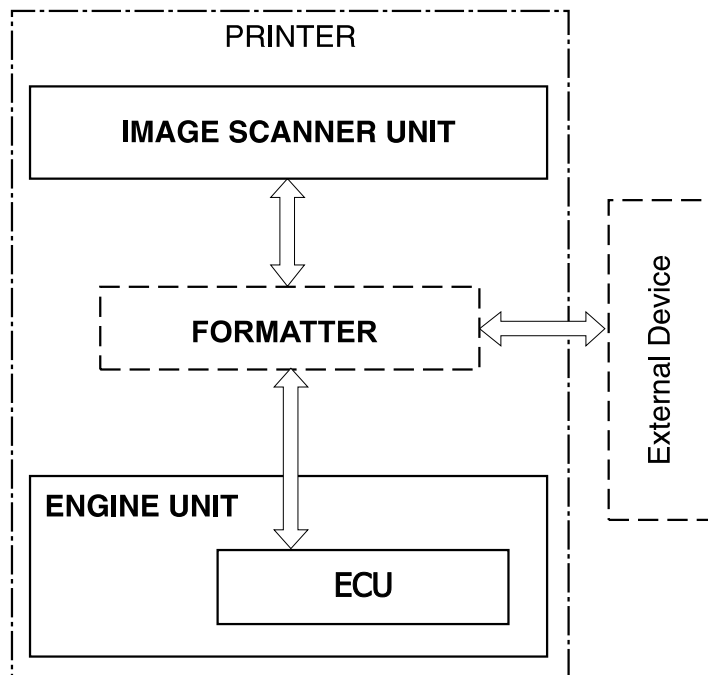 PRINTER
IMAGE SCANNER UNIT
FORMATTER
External Device
ENGINE UNIT
ECU